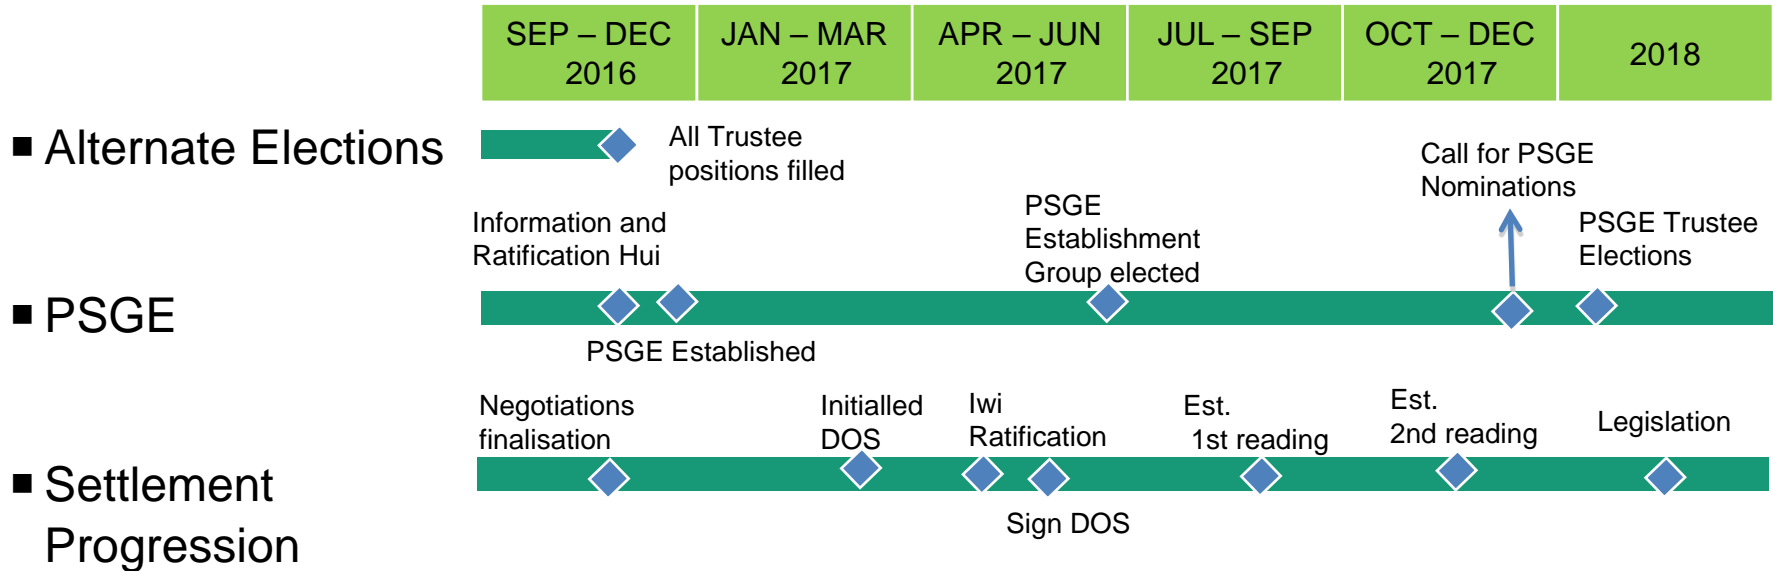 SEP – DEC
2016
JAN – MAR
2017
APR – JUN
2017
JUL – SEP
2017
OCT – DEC
2017
2018
▪ Alternate Elections
All Trustee
positions filled
Call for PSGE
Nominations
Information and
Ratification Hui
PSGE
Establishment
Group elected
PSGE Trustee
Elections
▪ PSGE
PSGE Established
Negotiations
finalisation
Initialled
DOS
Iwi
Ratification
Est.
1st reading
Est.
2nd reading
Legislation
▪ Settlement
Progression
Sign DOS